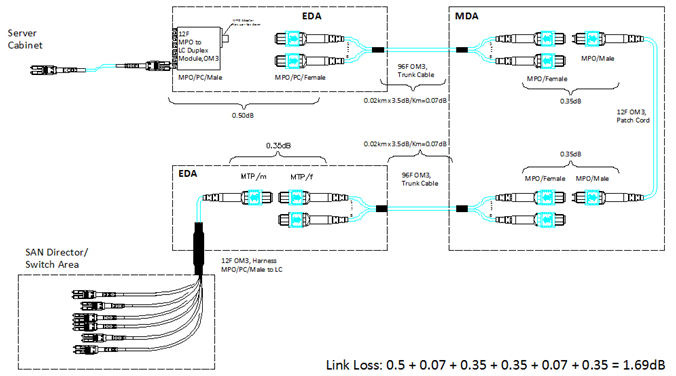 Server
Cabinet
12F
MPO to
LC Duplex
Module,OM3
MPO/PC/Male
EDA
MPO/PC/Female
0.50dB
96F OM3,
Trunk Cable
0.02km x 3.5dB/Km=0.07dB
MDA
MPO/Female
MPO/Male
0.35dB
12F OM3,
Patch Cord
0.35dB
MPO/Female
MPO/Male
0.02km x 3.5dB/Km=0.07dB
96F OM3,
Trunk Cable
EDA
0.35dB
MTP/m
MTP/f
12F OM3, Harness
MPO/PC/Male to LC
SAN Director/
Switch Area
Link Loss: 0.5 + 0.07 + 0.35 + 0.35 + 0.07 + 0.35 = 1.69dB